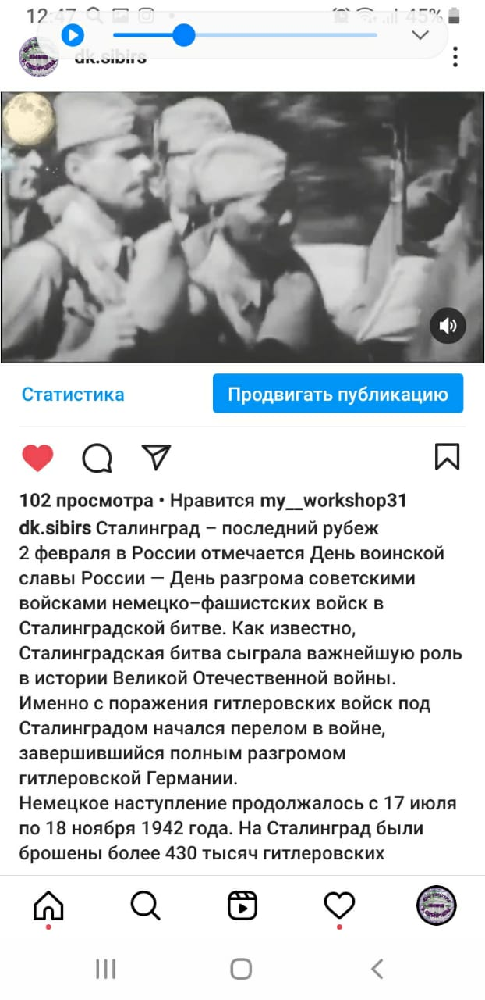 12:47
45%
dk.sibirs
Статистика
Продвигать публикацию
102 просмотра • Нравится my__workshop31
dk.sibirs Сталинград – последний рубеж
2 февраля в России отмечается День воинской
славы России — День разгрома советскими
войсками немецко–фашистских войск в
Сталинградской битве. Как известно,
Сталинградская битва сыграла важнейшую роль
в истории Великой Отечественной войны.
Именно с поражения гитлеровских войск под
Сталинградом начался перелом в войне,
завершившийся полным разгромом
гитлеровской Германии.
Немецкое наступление продолжалось с 17 июля
по 18 ноября 1942 года. На Сталинград были
брошены более 430 тысяч гитлеровских